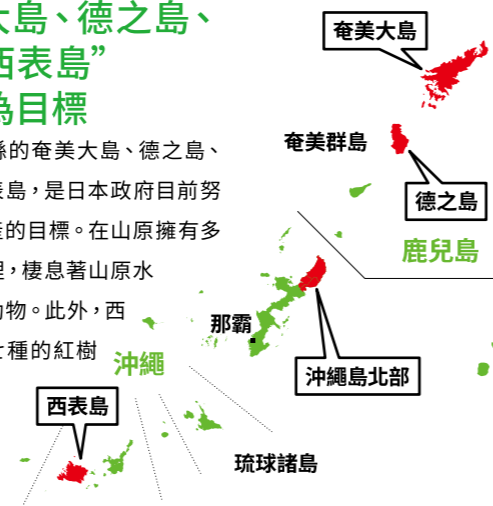 大島、德之島、
西表島”
為目標
縣的奄美大島、德之島、
表島，是日本政府目前努
產的目標。在山原擁有多
裡，棲息著山原水
動物。此外，西
七種的紅樹
奄美大島
奄美群島
德之島
鹿兒島
那霸
沖繩
沖繩島北部
西表島
琉球諸島